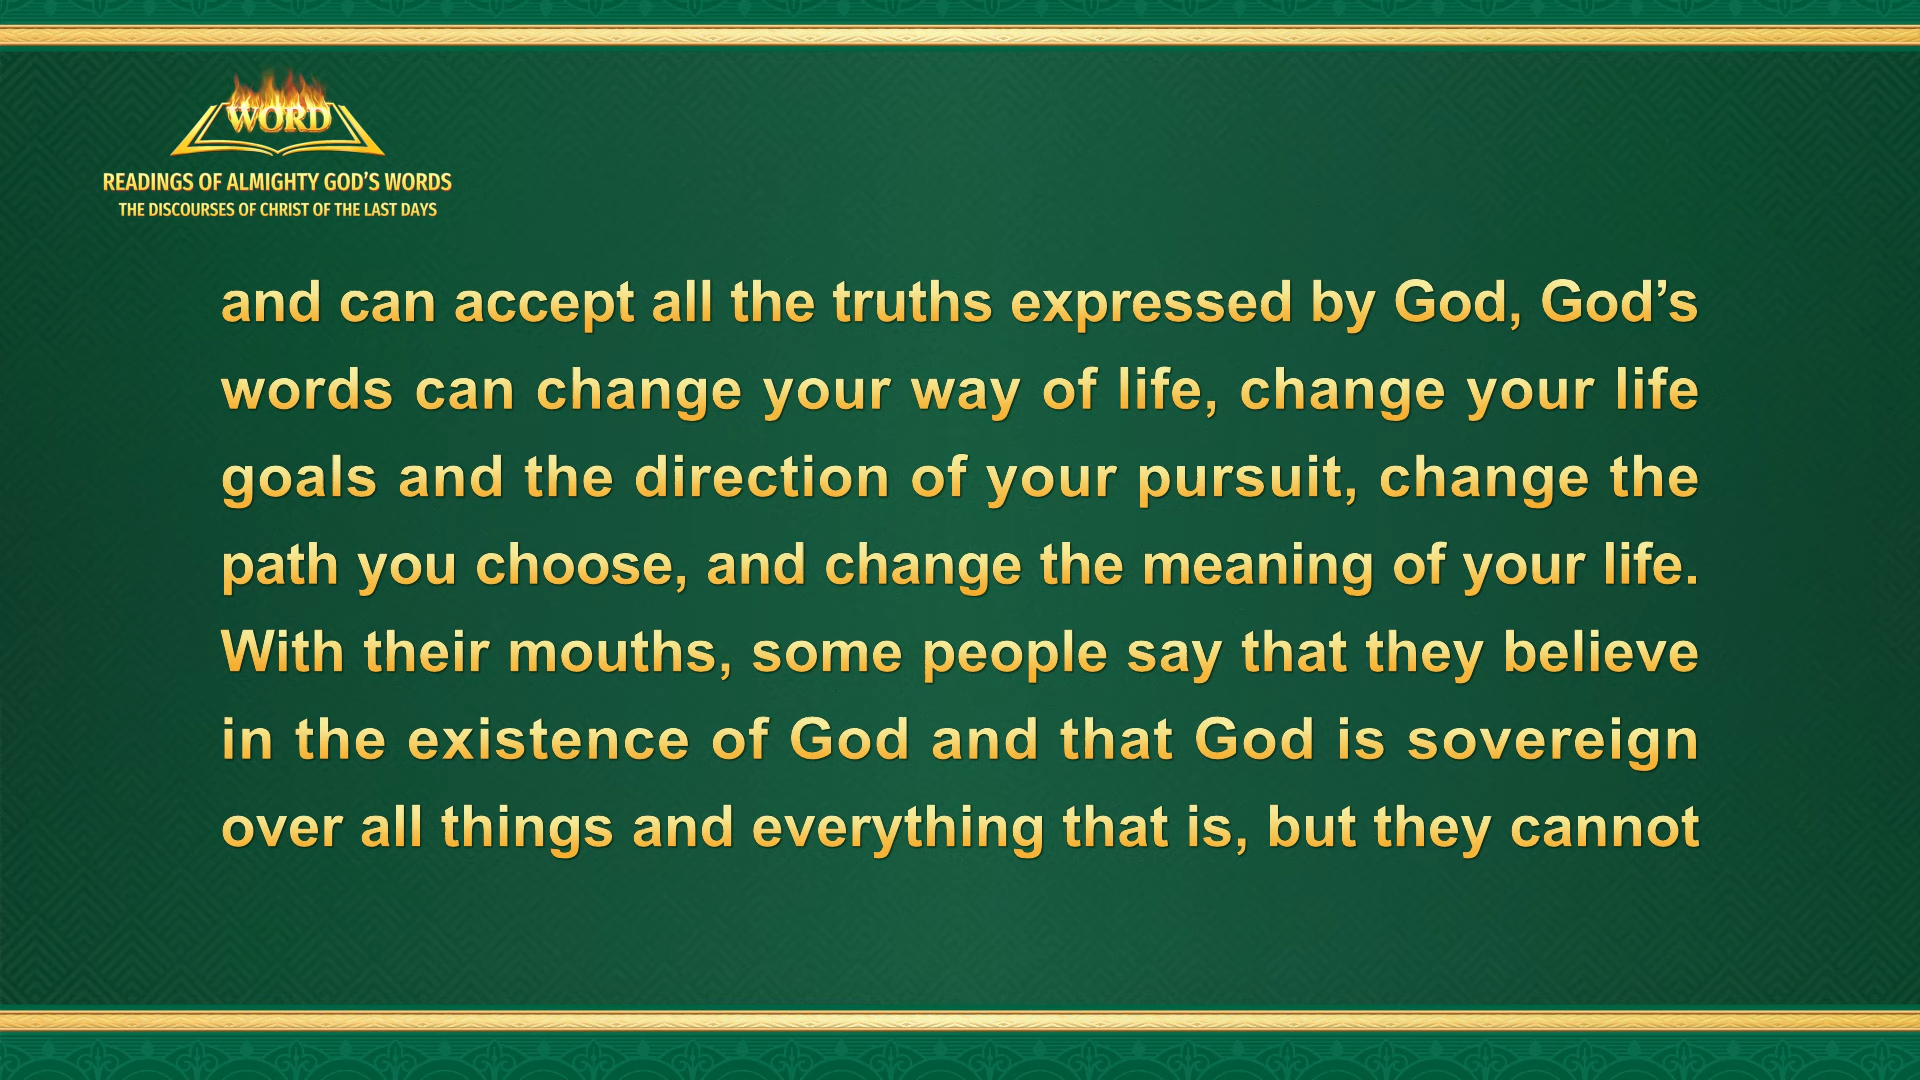 WORD
READINGS OF ALMIGHTY GOD’S WORDS
THE DISCOURSES OF CHRIST OF THE LAST DAYS
and can accept all the truths expressed by God, God’s
words can change your way of life, change your life
goals and the direction of your pursuit, change the
path you choose, and change the meaning of your life.
With their mouths, some people say that they believe
in the existence of God and that God is sovereign
over all things and everything that is, but they cannot